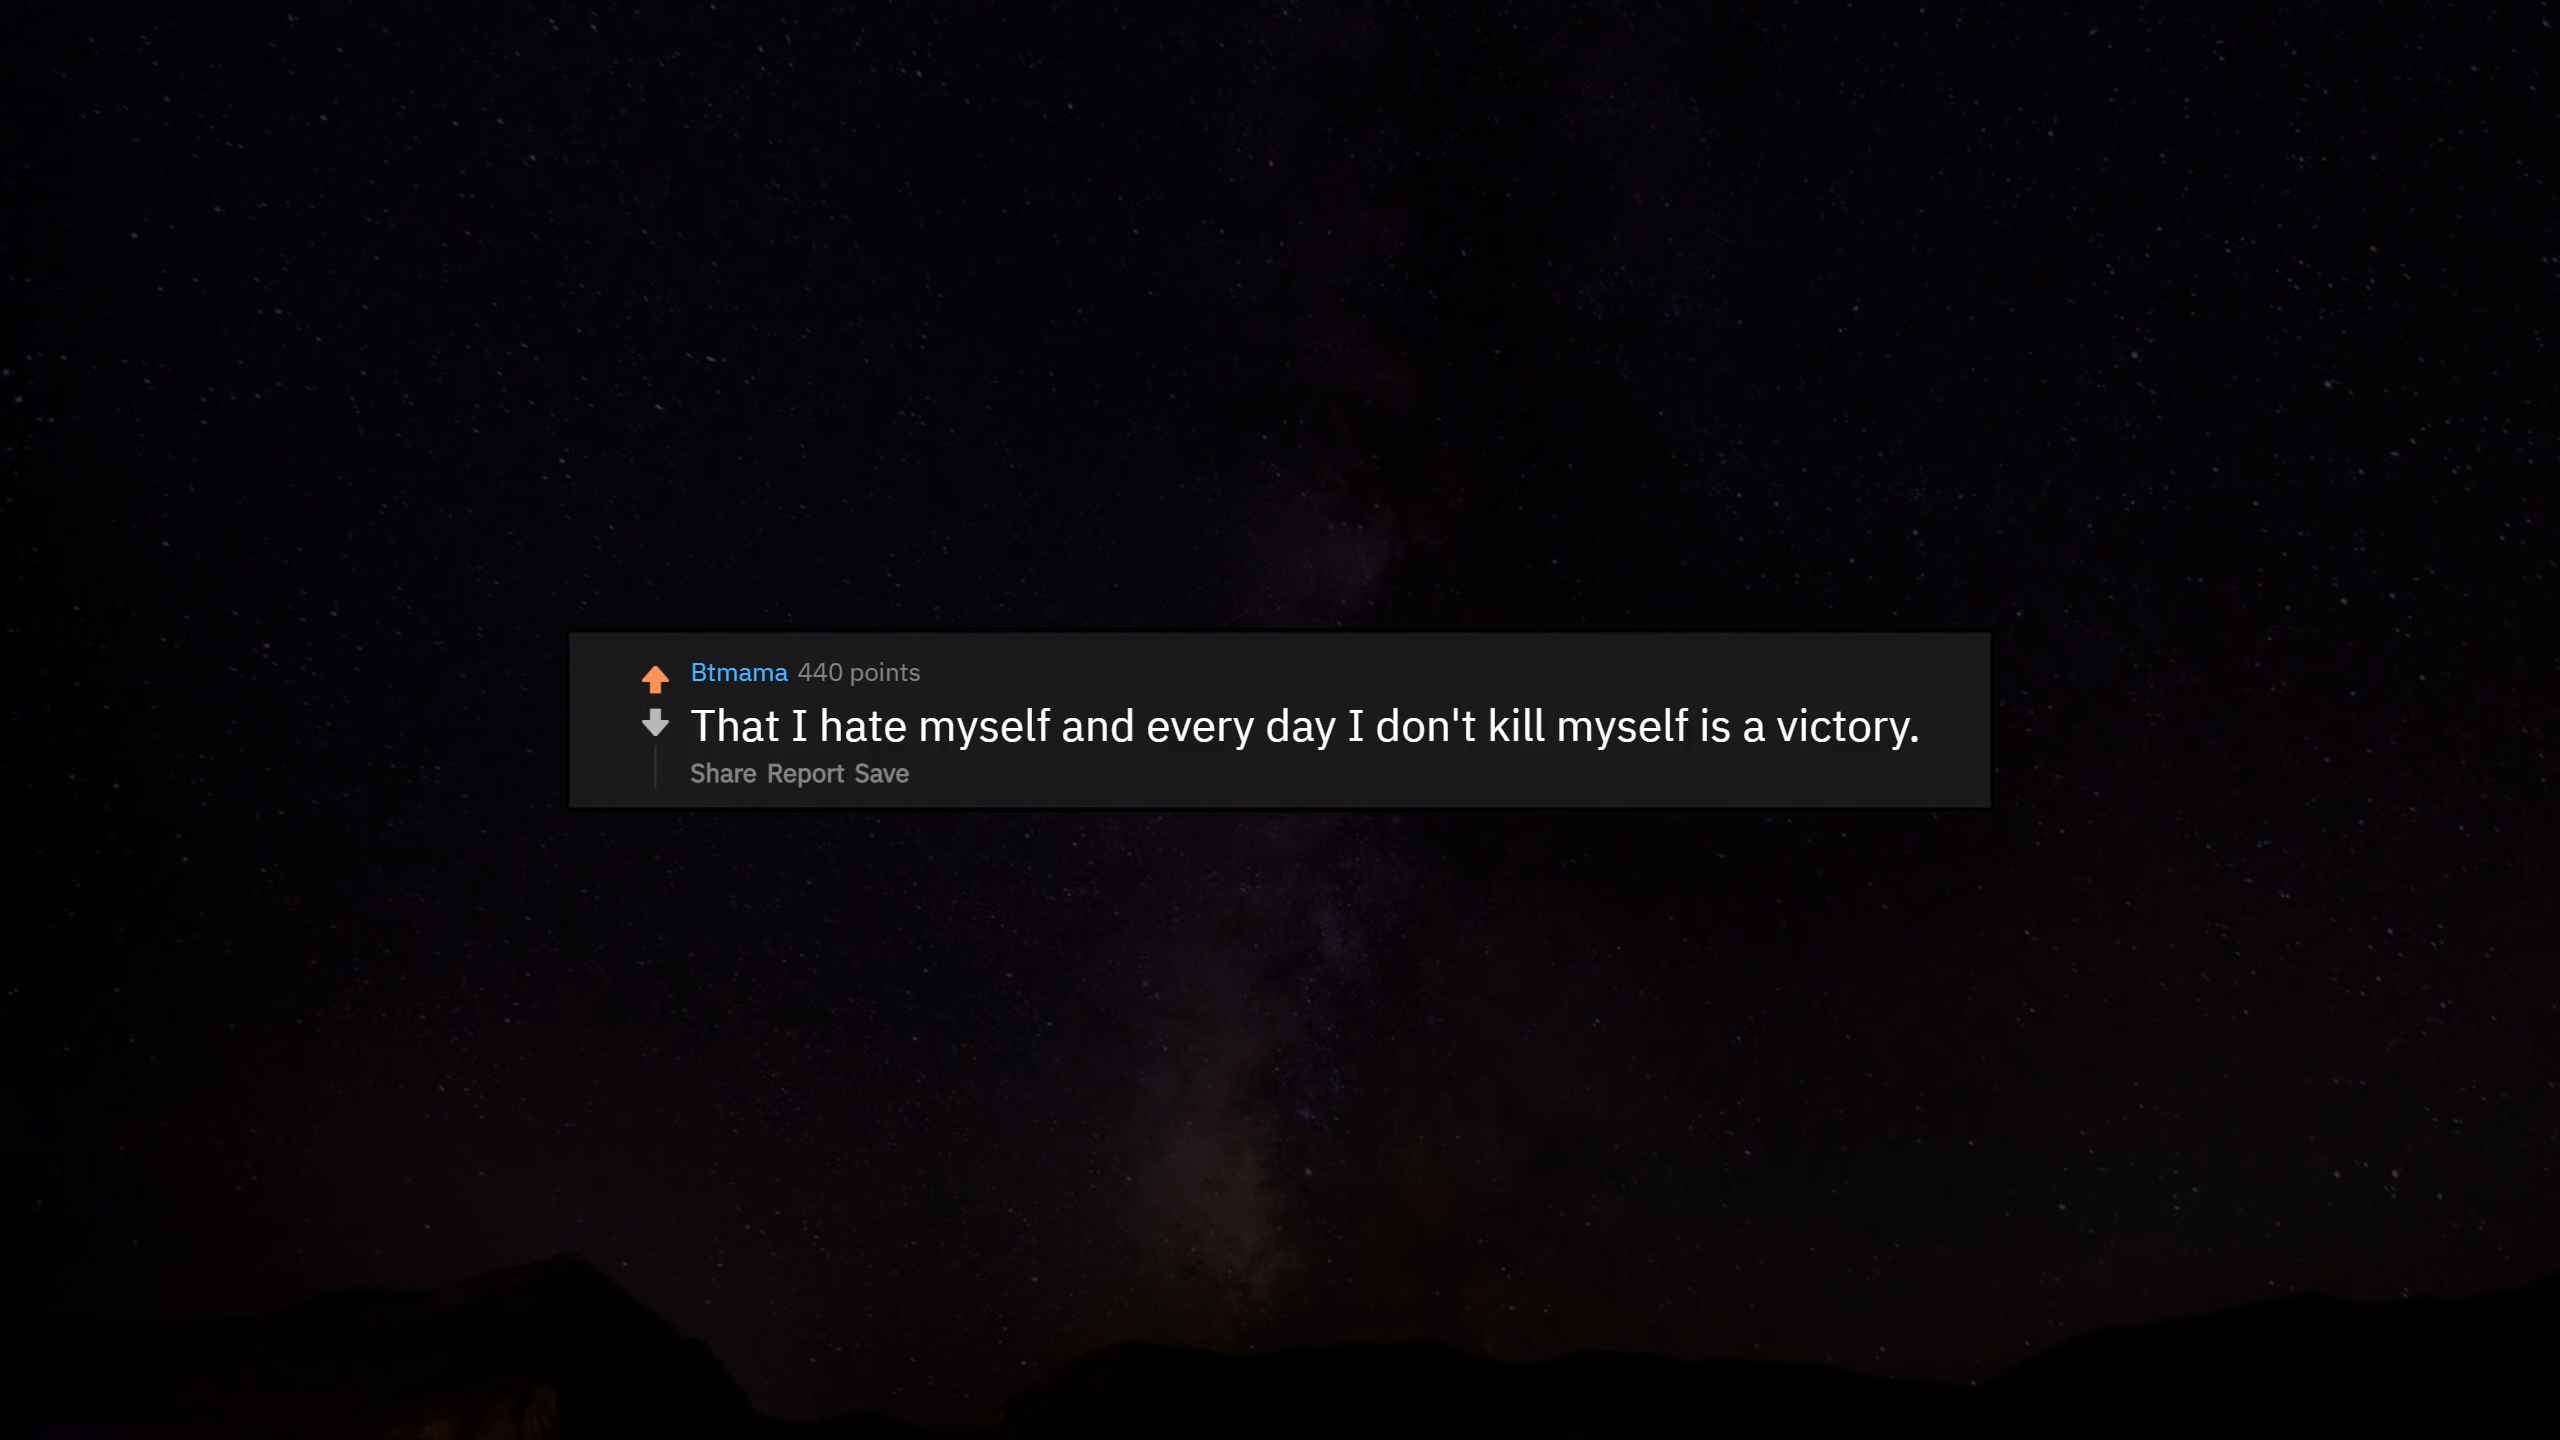 Btmama 440 points
That I hate myself and every day I don't kill myself is a victory.
Share Report Save